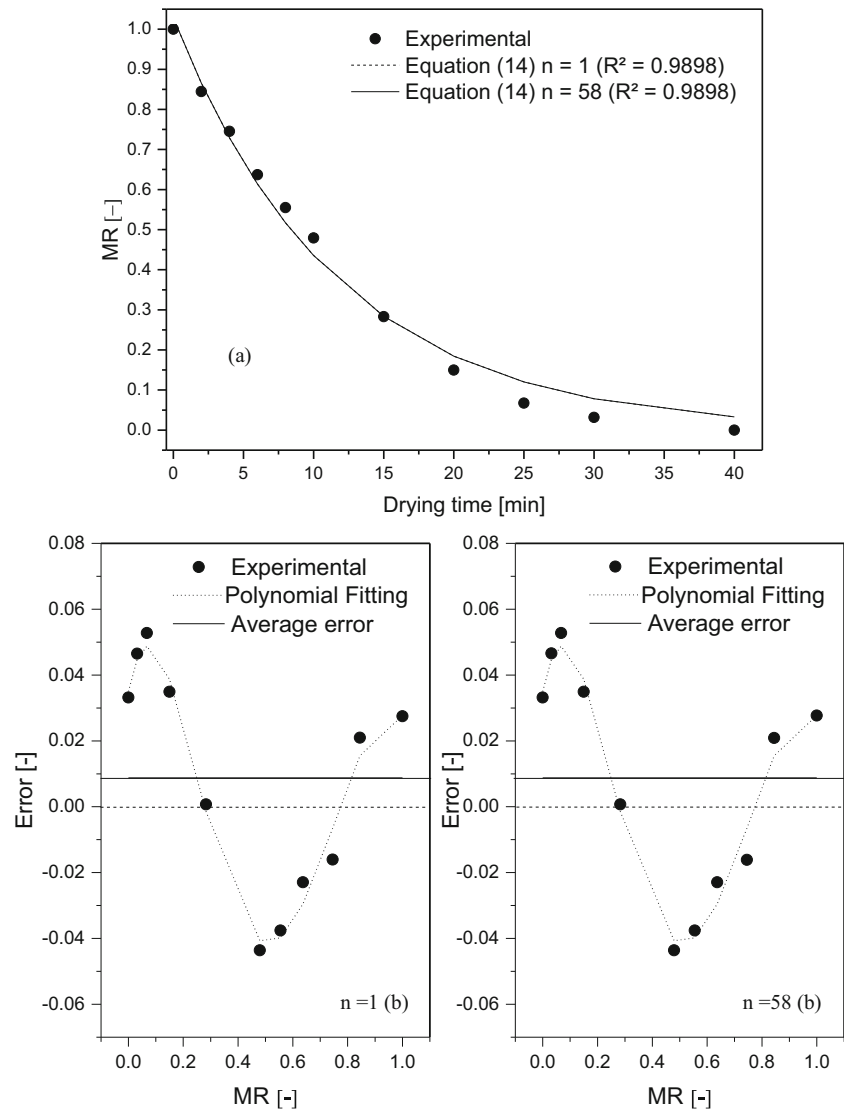 1.0
0.9
0.8
0.7
0.6
0.5
0.4
0.3
0.2
0.1
0.0
MR [−]
Experimental
Equation (14) n = 1 (R² = 0.9898)
Equation (14) n = 58 (R² = 0.9898)
(a)
0 5 10 15 20 25 30 35 40
Drying time [min]
0.08
0.06
0.04
0.02
0.00
-0.02
-0.04
-0.06
Error [-]
Experimental
Polynomial Fitting
Average error
n =1 (b)
0.0 0.2 0.4 0.6 0.8 1.0
MR [-]
0.08
0.06
0.04
0.02
0.00
-0.02
-0.04
-0.06
Error [-]
Experimental
Polynomial Fitting
Average error
n =58 (b)
0.0 0.2 0.4 0.6 0.8 1.0
MR [-]